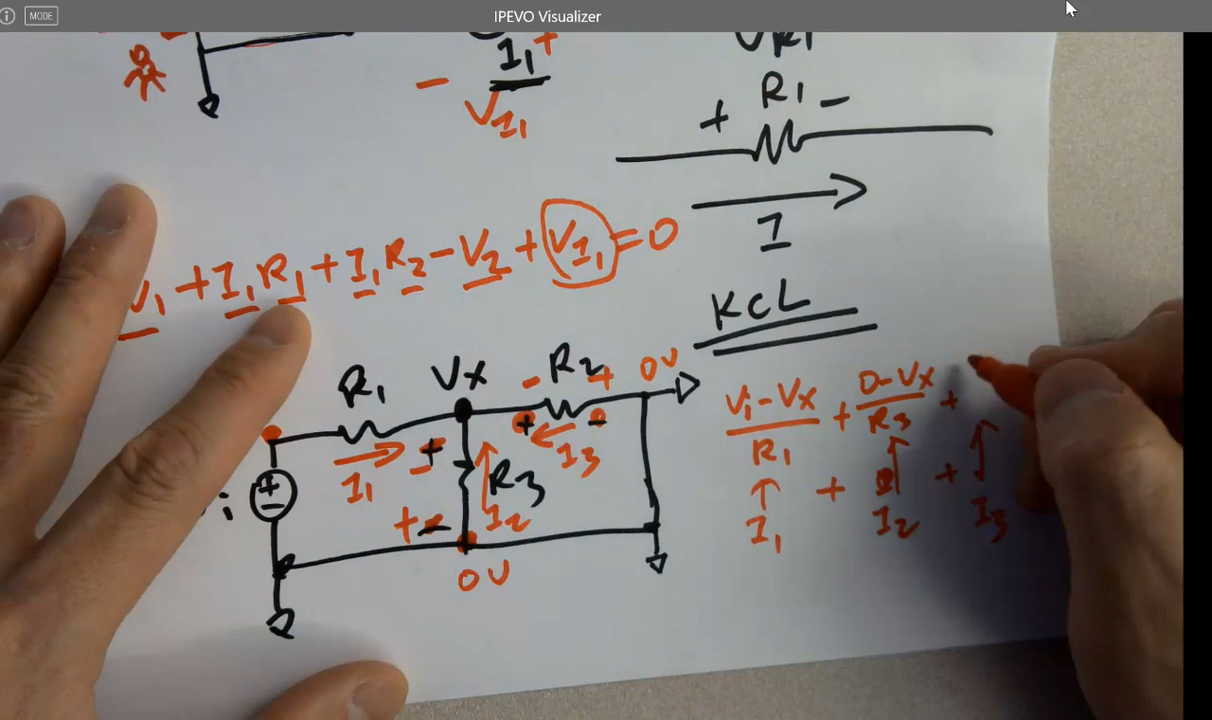 MODE
IPEVO Visualizer
I1 +
- VI1
VR1
+ R1 -
I
V1 + I1R1 + I1R2 - V2 + VI1 = 0
KCL
R1 Vx - R2 + 0V
Vi-Vx + 0-Vx +
R1 R3
+ - + -
I1 + I3
+ - I2 R3
i
+ -
I1 + I2 + I3
0V